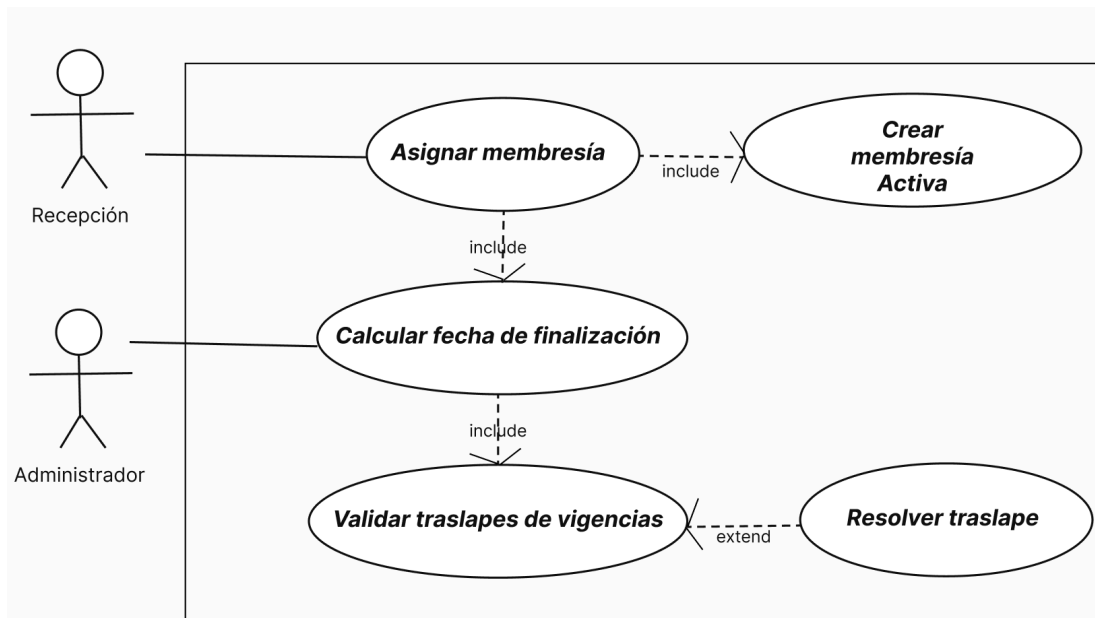 Asignar membresía
Crear
membresía
Activa
include
Recepción
include
Calcular fecha de finalización
include
Administrador
Validar traslapes de vigencias
Resolver traslape
extend